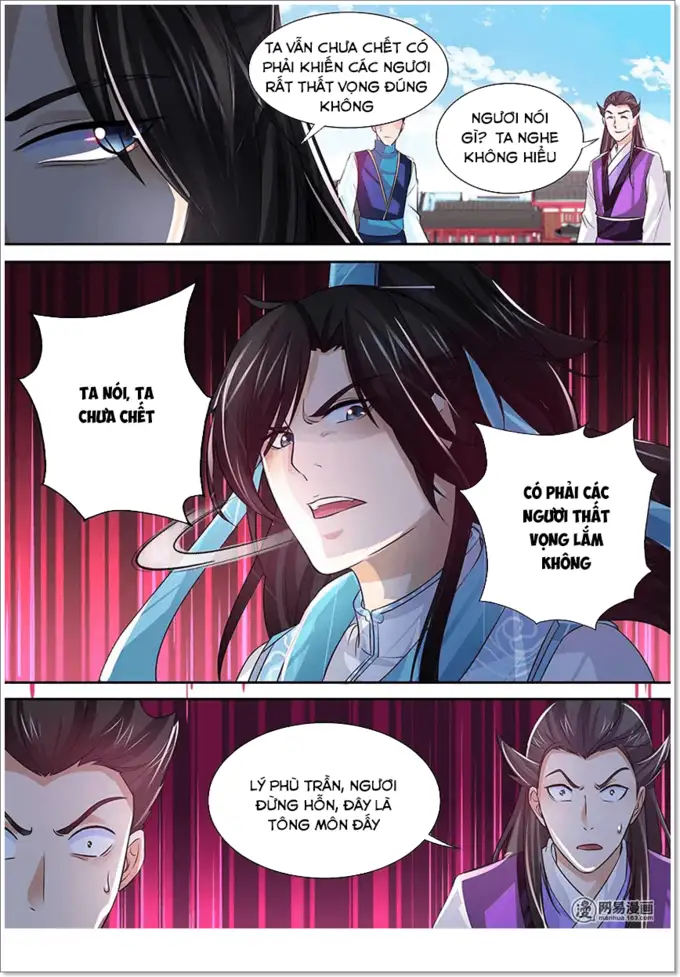 TA VẪN CHƯA CHẾT CÓ
PHẢI KHIẾN CÁC NGƯƠI
RẤT THẤT VỌNG ĐÚNG
KHÔNG
NGƯƠI NÓI
GÌ? TA NGHE
KHÔNG HIỂU
TA NÓI, TA
CHƯA CHẾT
CÓ PHẢI CÁC
NGƯỜI THẤT
VỌNG LẮM
KHÔNG
LÝ PHÙ TRẦN, NGƯƠI
ĐỪNG HỖN, ĐÂY LÀ
TÔNG MÔN ĐẤY
漫 网易漫画
manhua.163.com